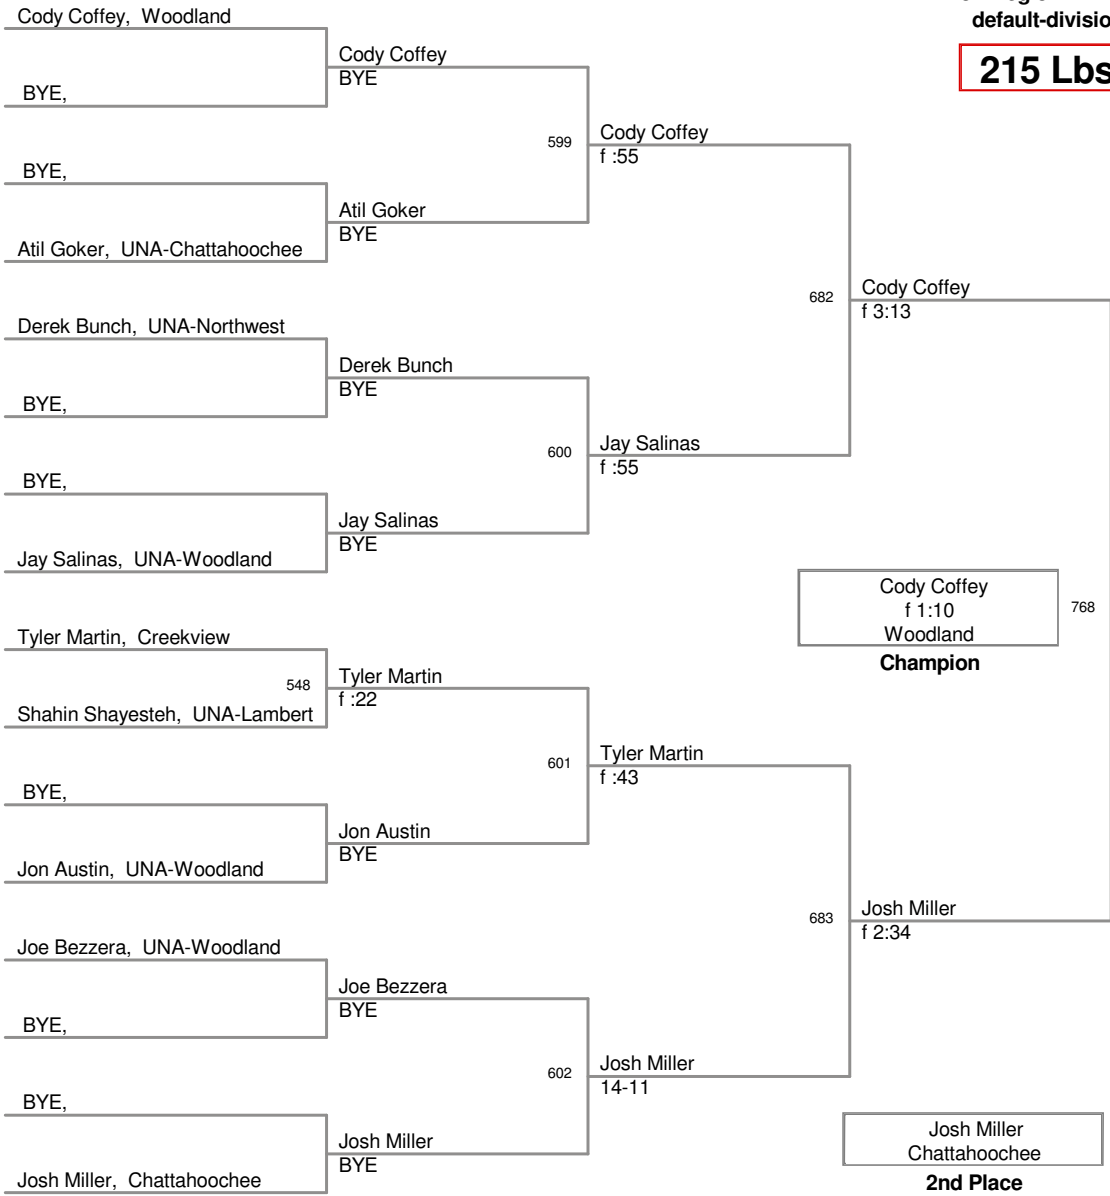 default-divisio
215 Lbs
Cody Coffey, Woodland
BYE,
BYE,
Atil Goker, UNA-Chattahoochee
Derek Bunch, UNA-Northwest
BYE,
BYE,
Jay Salinas, UNA-Woodland
Tyler Martin, Creekview
548
Shahin Shayesteh, UNA-Lambert
BYE,
Jon Austin, UNA-Woodland
Joe Bezzera, UNA-Woodland
BYE,
BYE,
Josh Miller, Chattahoochee
Cody Coffey
BYE
599
Atil Goker
BYE
Derek Bunch
BYE
600
Jay Salinas
BYE
Tyler Martin
f :22
601
Jon Austin
BYE
Joe Bezzera
BYE
602
Josh Miller
BYE
Cody Coffey
f :55
682
Jay Salinas
f :55
Tyler Martin
f :43
683
Josh Miller
14-11
Cody Coffey
f 3:13
Cody Coffey
f 1:10
Woodland
768
Champion
Josh Miller
f 2:34
Josh Miller
Chattahoochee
2nd Place